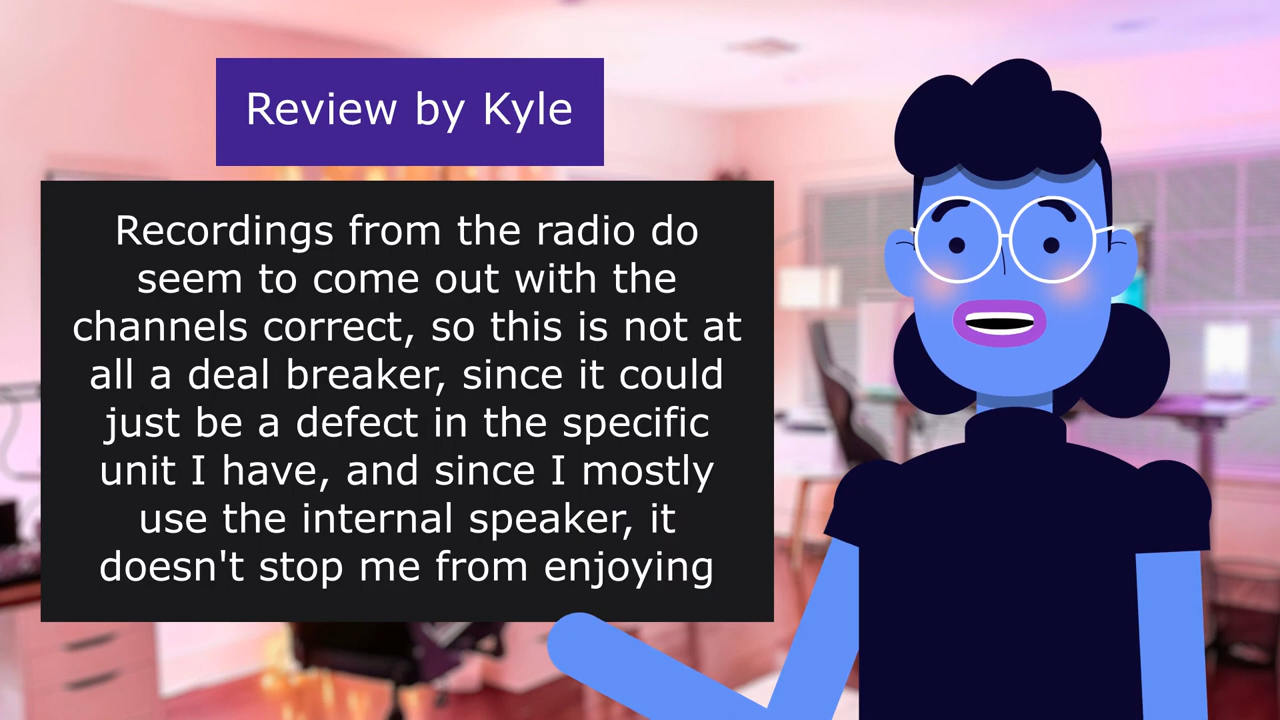 Review by Kyle
Recordings from the radio do
seem to come out with the
channels correct, so this is not at
all a deal breaker, since it could
just be a defect in the specific
unit I have, and since I mostly
use the internal speaker, it
doesn't stop me from enjoying